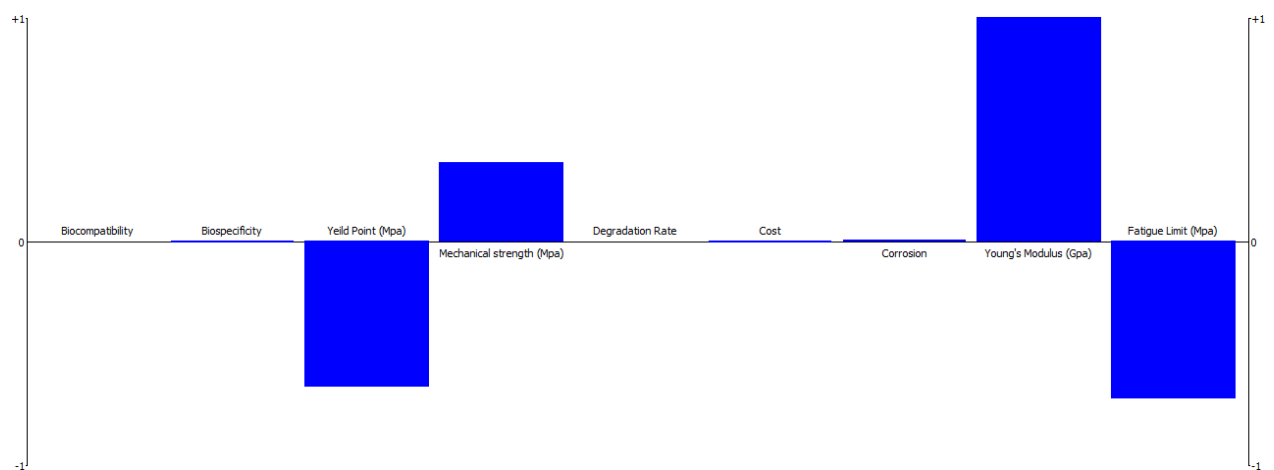 +1
+1
Biocompatibility
Biospecificity
Yeild Point (Mpa)
Degradation Rate
Cost
Fatigue Limit (Mpa)
0
0
Mechanical strength (Mpa)
Corrosion
Young's Modulus (Gpa)
-1
-1